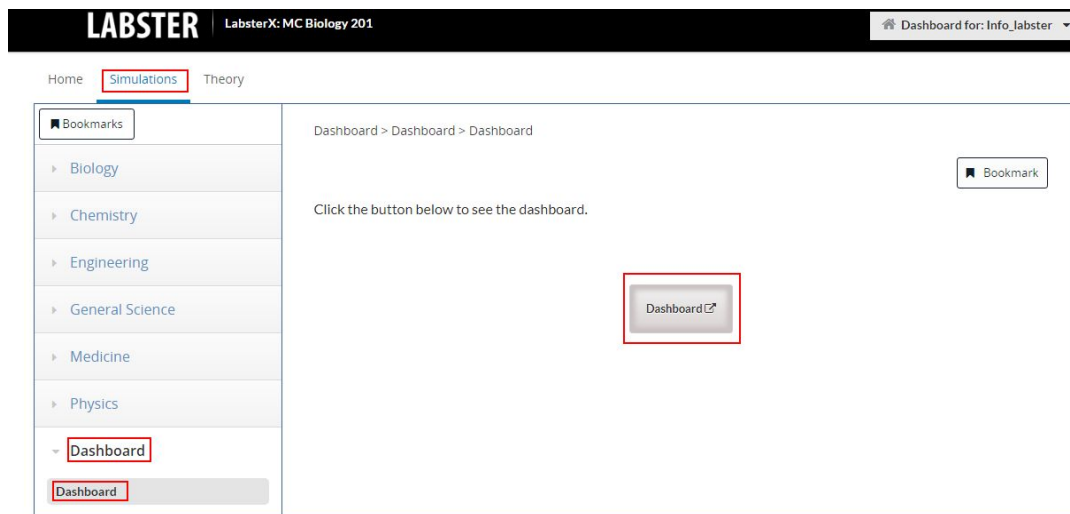 LABSTER LabsterX: MC Biology 201 Dashboard for: Info_labster
Home Simulations Theory
Bookmarks
Biology
Chemistry
Engineering
General Science
Medicine
Physics
Dashboard
Dashboard
Dashboard > Dashboard > Dashboard
Bookmark
Click the button below to see the dashboard.
Dashboard